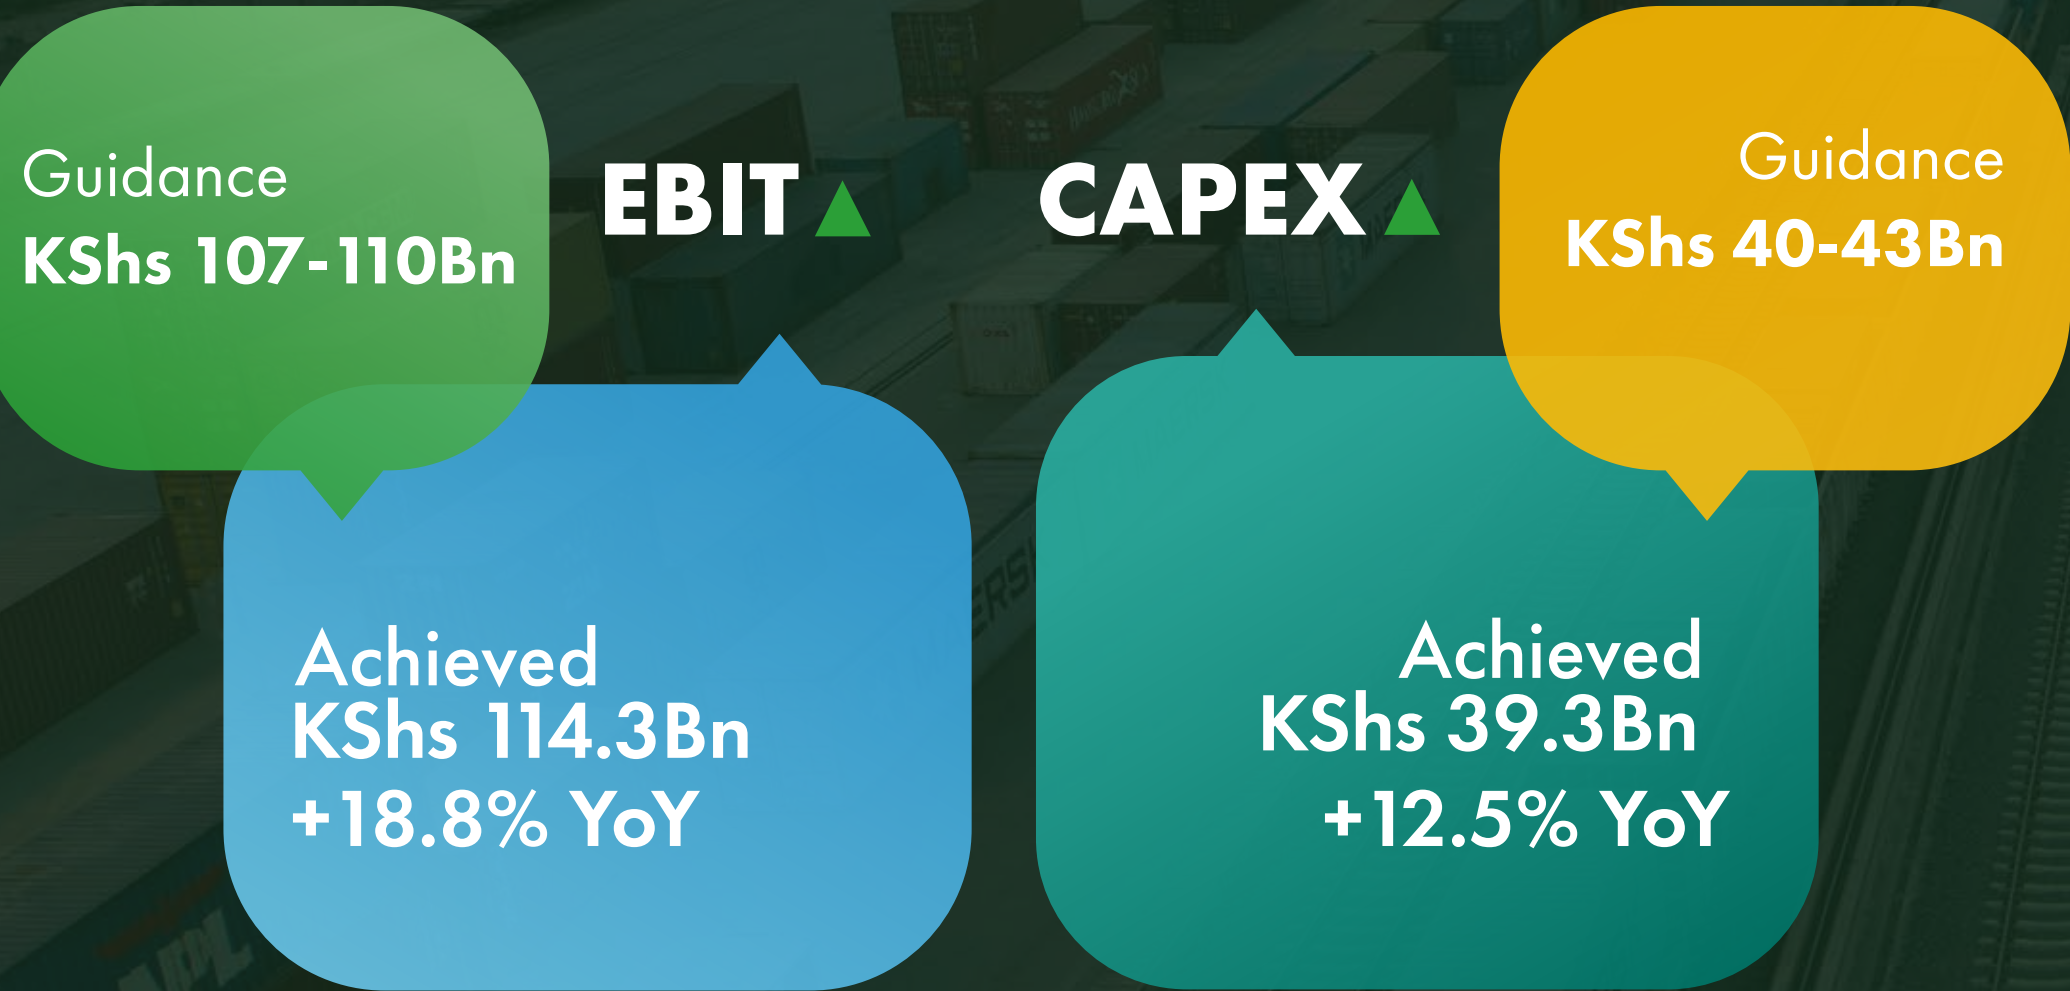 Guidance
KShs 107-110Bn
EBIT
Achieved
KShs 114.3Bn
+18.8% YoY
CAPEX
Guidance
KShs 40-43Bn
Achieved
KShs 39.3Bn
+12.5% YoY